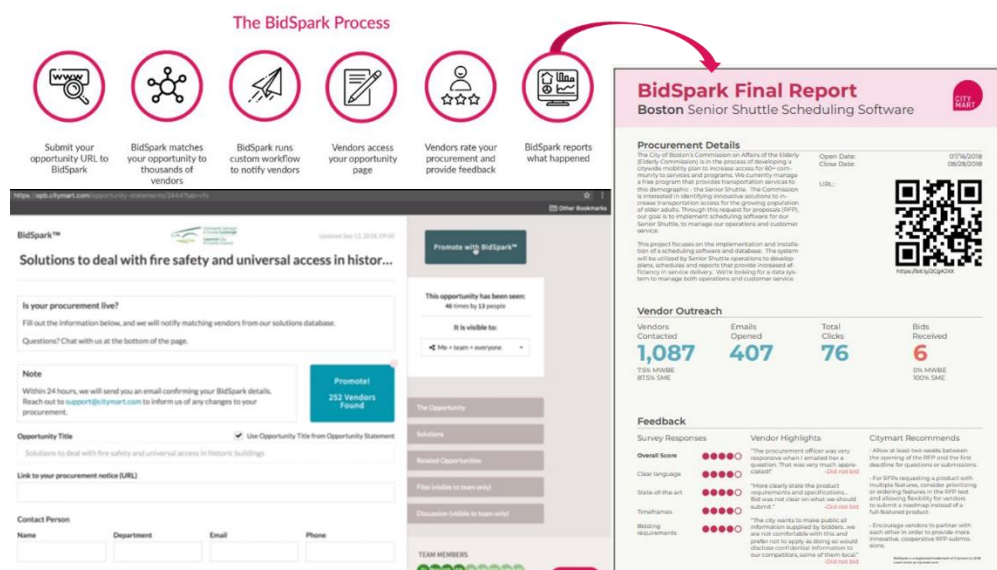 The BidSpark Process
www
Submit your
opportunity URL to
BidSpark
BidSpark matches
your opportunity to
thousands of
vendors
BidSpark runs
custom workflow
to notify vendors
Vendors access
your opportunity
page
Vendors rate your
procurement and
provide feedback
BidSpark reports
what happened
Other Bookmarks
BidSpark™
Updated Sep 13, 2018, 09:00
Solutions to deal with fire safety and universal access in histor...
Is your procurement live?
Fill out the information below, and we will notify matching vendors from our solutions database.
Questions? Chat with us at the bottom of the page.
Note
Within 24 hours, we will send you an email confirming your BidSpark details.
Reach out to support@citymart.com to inform us of any changes to your
procurement.
Promote!
252 Vendors
Found
Opportunity Title
Use Opportunity Title from Opportunity Statement
Solutions to deal with fire safety and universal access in historic buildings
Link to your procurement notice (URL)
Contact Person
Name Department Email Phone
Promote with BidSpark™
This opportunity has been seen:
46 times by 13 people
It is visible to:
Me + team + everyone
The Opportunity
Solutions
Related Opportunities
Files (visible to team only)
Discussion (visible to team only)
TEAM MEMBERS
BidSpark Final Report
Boston Senior Shuttle Scheduling Software
CITY
MART
Procurement Details
The City of Boston's Commission on Affairs of the Elderly
(Elderly Commission) is in the process of developing a
citywide mobility plan to increase access for 60+ com-
munity to services and programs. We currently manage
a free program that provides transportation services to
this demographic - the Senior Shuttle. The Commission
is interested in identifying innovative solutions to in-
crease transportation access for the growing population
of older adults. Through this request for proposals (RFP),
our goal is to implement scheduling software for our
Senior Shuttle, to manage our operations and customer
service.
This project focuses on the implementation and installa-
tion of a scheduling software and database. The system
will be utilised by Senior Shuttle operations to develop
plans, schedules and reports that provide increased ef-
ficiency in service delivery. We're looking for a data sys-
tem to manage both operations and customer service.
Open Date: 07/16/2018
Close Date: 08/28/2018
URL:
Vendor Outreach
Vendors
Contacted
1,087
7.5% MWBE
87.5% SME
Emails
Opened
407
Total
Clicks
76
Bids
Received
6
0% MWBE
100% SME
Feedback
Survey Responses
Overall Score
Clear language
State-of-the-art
Timeframes
Bidding
requirements
Vendor Highlights
"The procurement officer was very
responsive when I emailed her a
question. That was very much appre-
ciated!"
-Did not bid
"More clearly state the product
requirements and specifications...
Bid was not clear on what we should
submit."
-Did not bid
"The city wants to make public all
information supplied by bidders...we
are not comfortable with this and
prefer not to apply as doing so would
disclose confidential information to
our competitors, some of them local."
-Did not bid
Citymart Recommends
- Allow at least two weeks between
the opening of the RFP and the first
deadline for questions or submissions.
- For RFPs requesting a product with
multiple features, consider prioritizing
or ordering features in the RFP text
and allowing flexibility for vendors
to submit a roadmap instead of a
full-featured product.
- Encourage vendors to partner with
each other in order to provide more
innovative, cooperative RFP submis-
sions.